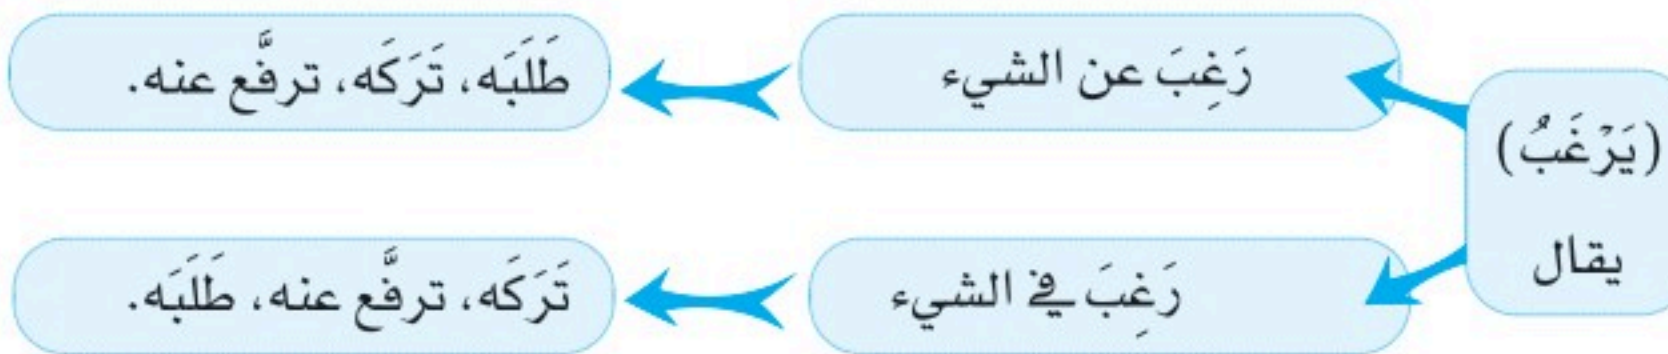 (يَرْغَبُ)
يقال
رَغِبَ عن الشيء
طَلَبَه، تَرَكَه، ترفَّع عنه.
رَغِبَ في الشيء
تَرَكَه، ترفَّع عنه، طَلَبَه.